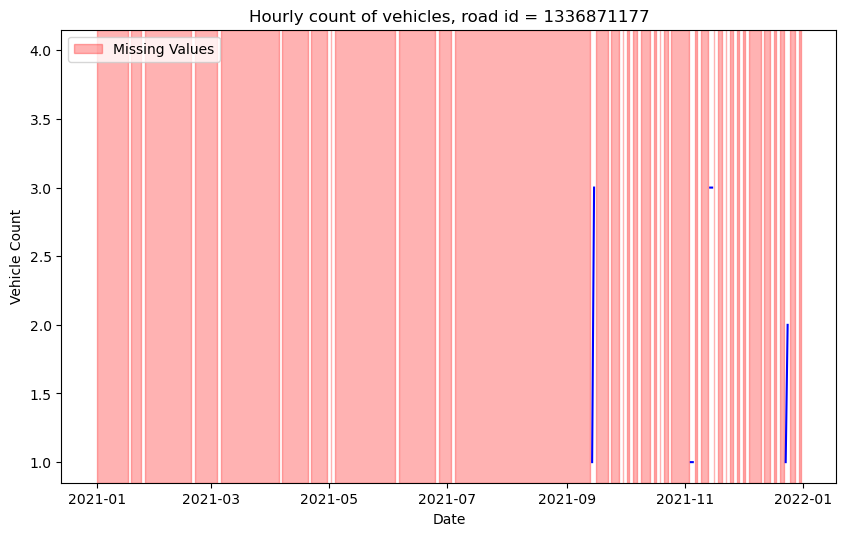 Hourly count of vehicles, road id = 1336871177
Missing Values
4.0
3.5
3.0
2.5
2.0
1.5
1.0
Vehicle Count
2021-01 2021-03 2021-05 2021-07 2021-09 2021-11 2022-01
Date